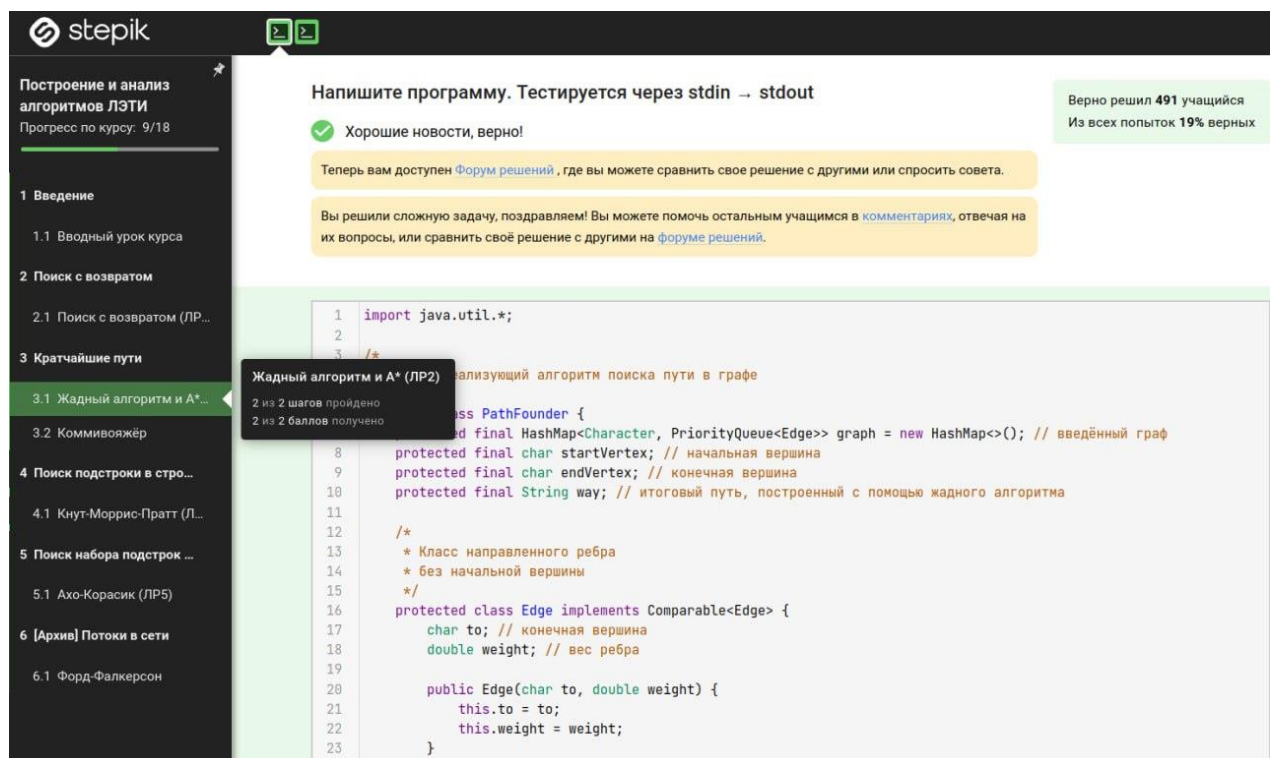 stepik
Построение и анализ
алгоритмов ЛЭТИ
Прогресс по курсу: 9/18
1 Введение
1.1 Вводный урок курса
2 Поиск с возвратом
2.1 Поиск с возвратом (ЛР...
3 Кратчайшие пути
3.1 Жадный алгоритм и А*...
3.2 Коммивояжёр
4 Поиск подстроки в стро...
4.1 Кнут-Моррис-Пратт (Л...
5 Поиск набора подстрок ...
5.1 Ахо-Корасик (ЛР5)
6 [Архив] Потоки в сети
6.1 Форд-Фалкерсон
Жадный алгоритм и А* (ЛР2)
2 из 2 шагов пройдено
2 из 2 баллов получено
Напишите программу. Тестируется через stdin → stdout
Хорошие новости, верно!
Верно решил 491 учащийся
Из всех попыток 19% верных
Теперь вам доступен Форум решений , где вы можете сравнить свое решение с другими или спросить совета.
Вы решили сложную задачу, поздравляем! Вы можете помочь остальным учащимся в комментариях, отвечая на
их вопросы, или сравнить своё решение с другими на форуме решений.
1 import java.util.*;
2
3 /*
алгоритм поиска пути в графе
PathFounder {
final HashMap<Character, PriorityQueue<Edge>> graph = new HashMap<>(); // введённый граф
8 protected final char startVertex; // начальная вершина
9 protected final char endVertex; // конечная вершина
10 protected final String way; // итоговый путь, построенный с помощью жадного алгоритма
11
12 /*
13 * Класс направленного ребра
14 * без начальной вершины
15 */
16 protected class Edge implements Comparable<Edge> {
17 char to; // конечная вершина
18 double weight; // вес ребра
19
20 public Edge(char to, double weight) {
21 this.to = to;
22 this.weight = weight;
23 }